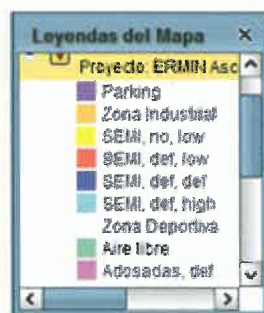 Leyendas del Mapa
Proyecto: ERMIN Asc
Parking
Zona Industrial
SEMI, no, low
SEMI, def, low
SEMI, def, def
SEMI, def, high
Zona Deportiva
Aire libre
Adosadas, def